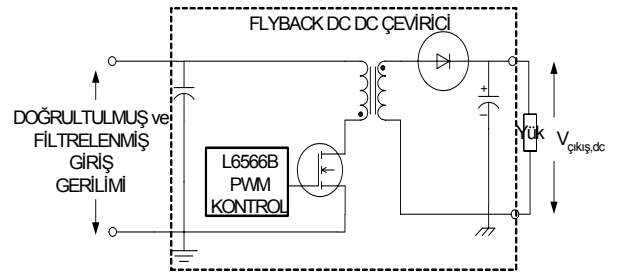 FLYBACK DC DC ÇEVİRİCİ
DOĞRULTULMUŞ ve
FİLTRELENMİŞ
GİRİŞ
GERİLİMİ
L6566B
PWM
KONTROL
+
−
Yük
Vçıkış,dc